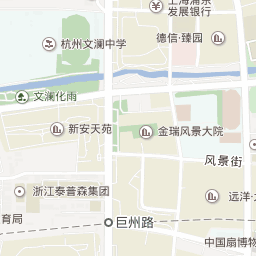 上海浦东
发展银行
德信·臻园
杭州文澜中学
文澜化雨
新安天苑
金瑞风景大院
风景街
浙江泰普森集团
远洋·
育局
巨州路
中国扇博物